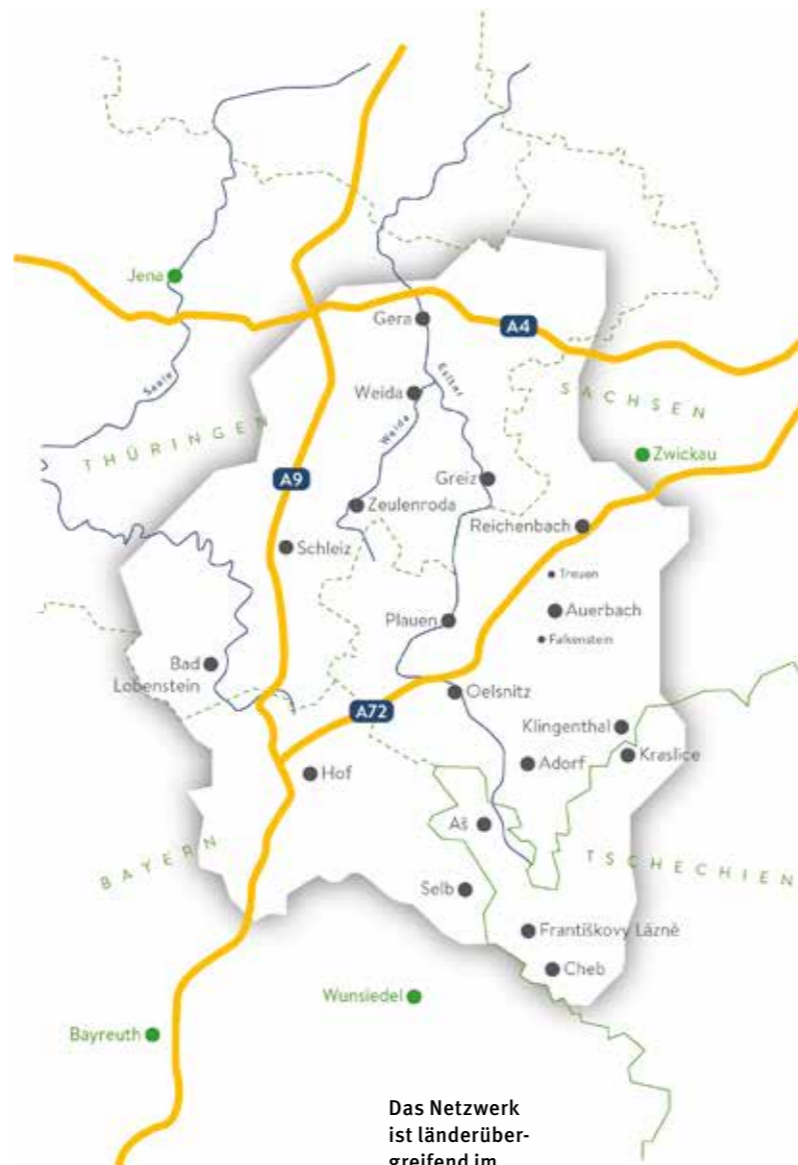 Jena
Gera
A4
Saale
Elster
Weida
SACHSEN
THÜRINGEN
Weida
Zwickau
A9
Greiz
Zeulenroda
Reichenbach
Schleiz
Treuen
Auerbach
Plauen
Falkenstein
Bad
Lobenstein
Oelsnitz
A72
Klingenthal
Kraslice
Adorf
Hof
Aš
BAYERN
TSCHECHIEN
Selb
Františkovy Lázně
Cheb
Wunsiedel
Bayreuth
Das Netzwerk
ist länderüber-
greifend im